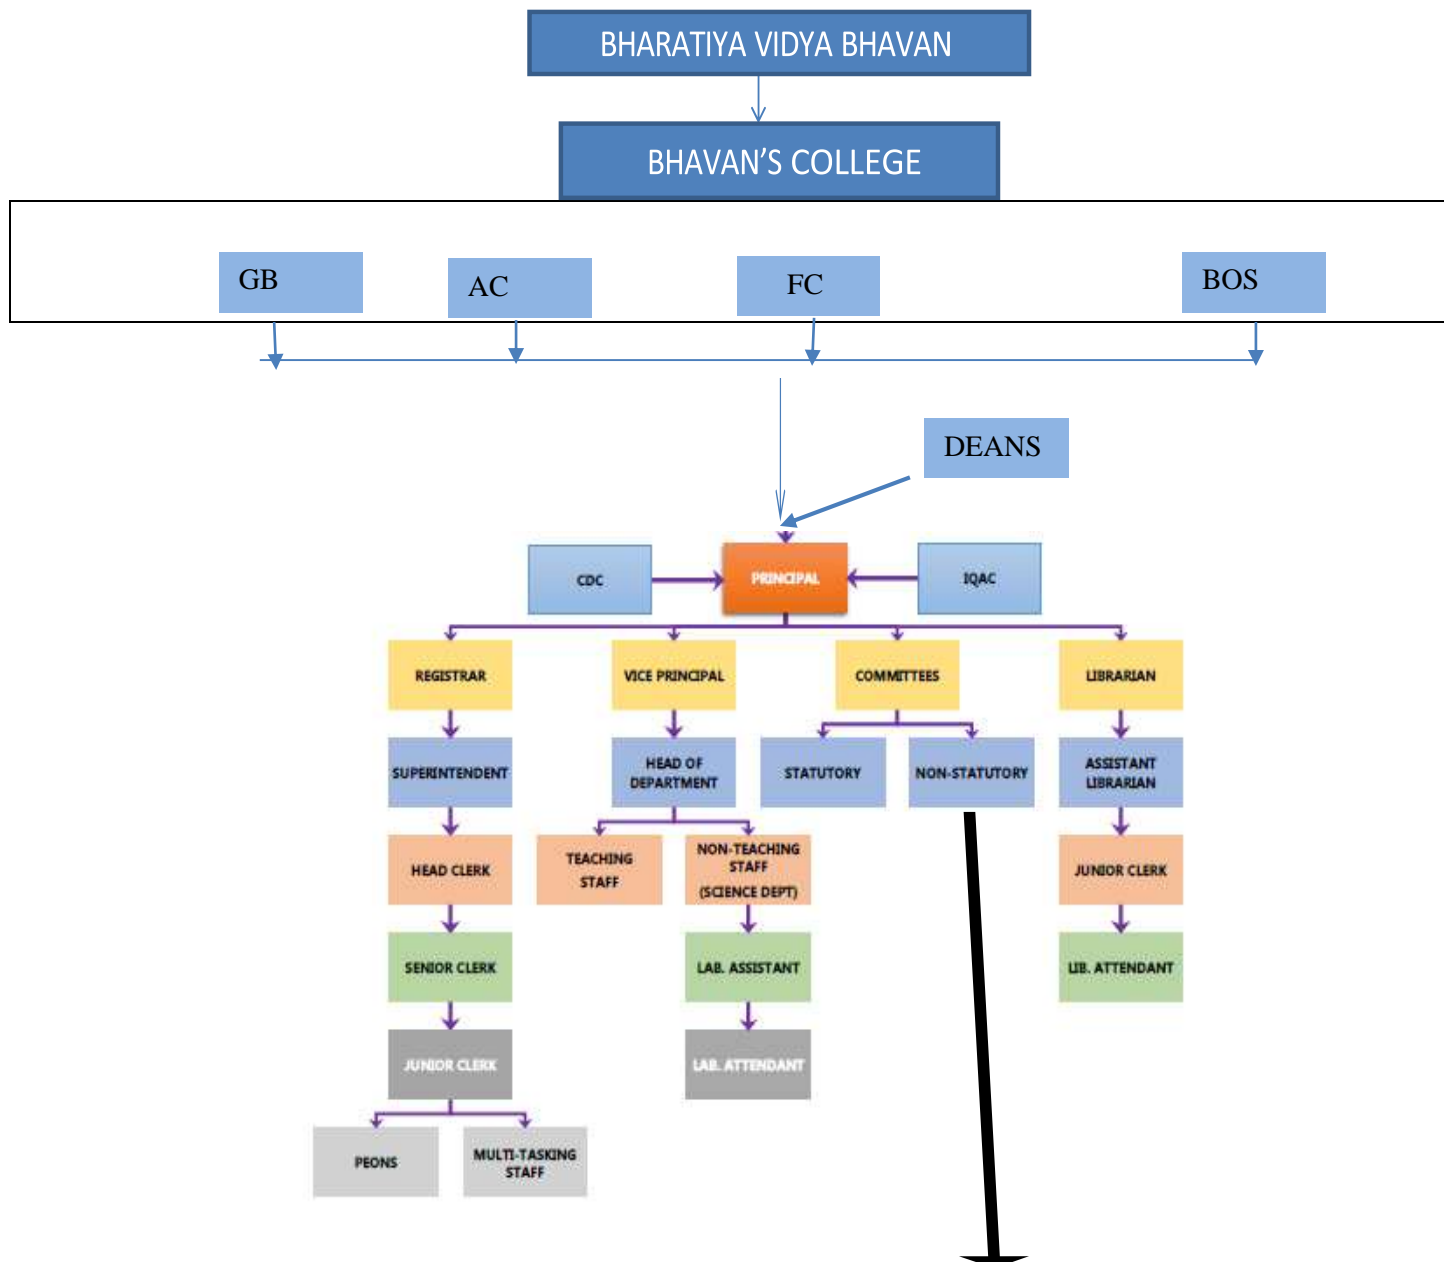 BHARATIYA VIDYA BHAVAN
BHAVAN’S COLLEGE
GB
AC
FC
BOS
DEANS
CDC
PRINCIPAL
IQAC
REGISTRAR
VICE PRINCIPAL
COMMITTEES
LIBRARIAN
SUPERINTENDENT
HEAD OF
DEPARTMENT
STATUTORY
NON-STATUTORY
ASSISTANT
LIBRARIAN
HEAD CLERK
TEACHING
STAFF
NON-TEACHING
STAFF
(SCIENCE DEPT)
JUNIOR CLERK
SENIOR CLERK
LAB. ASSISTANT
LIB. ATTENDANT
JUNIOR CLERK
LAB. ATTENDANT
PEONS
MULTI-TASKING
STAFF